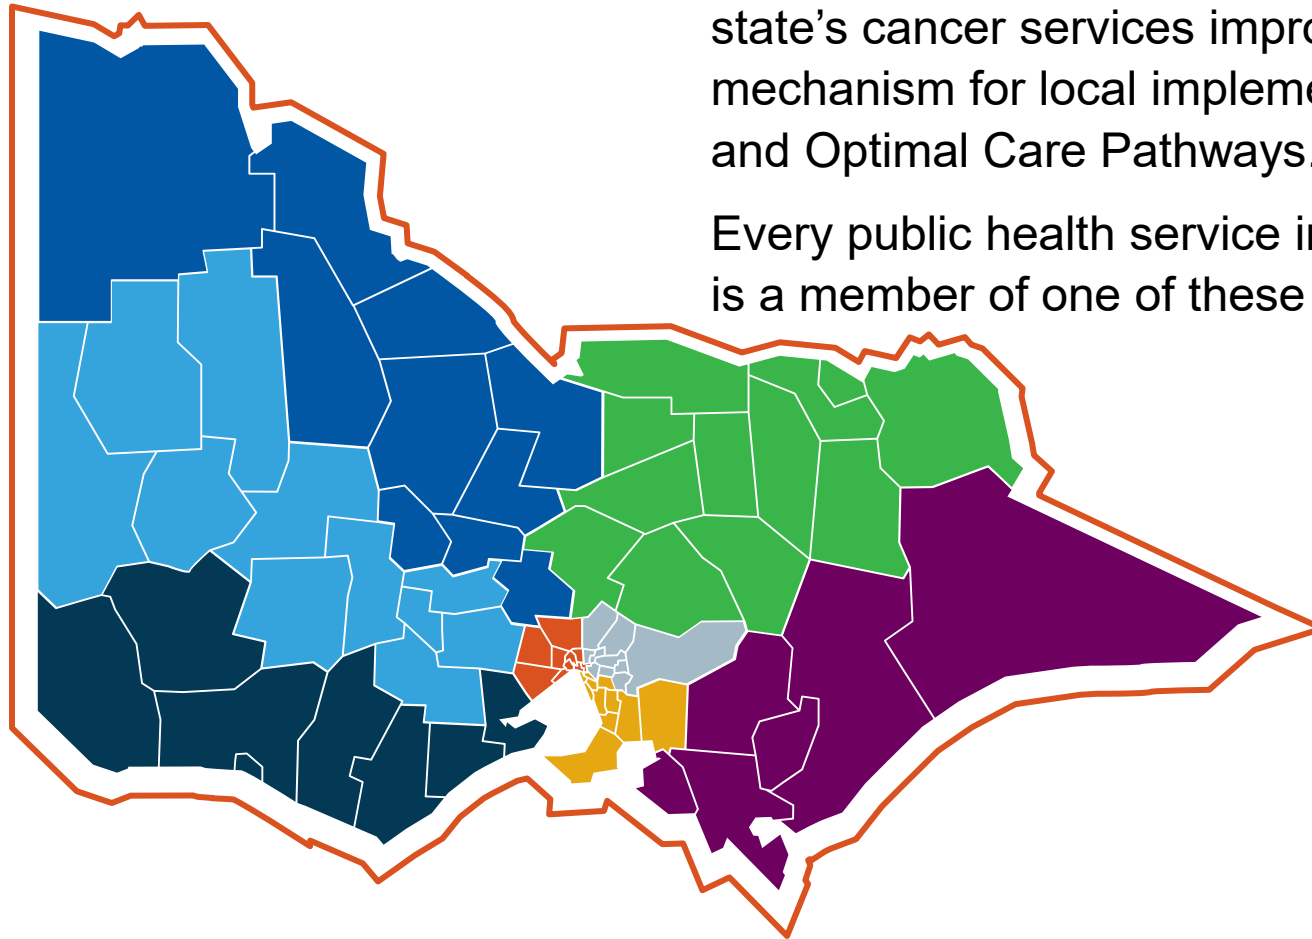 state’s cancer services impro
mechanism for local impleme
and Optimal Care Pathways.
Every public health service i
is a member of one of these